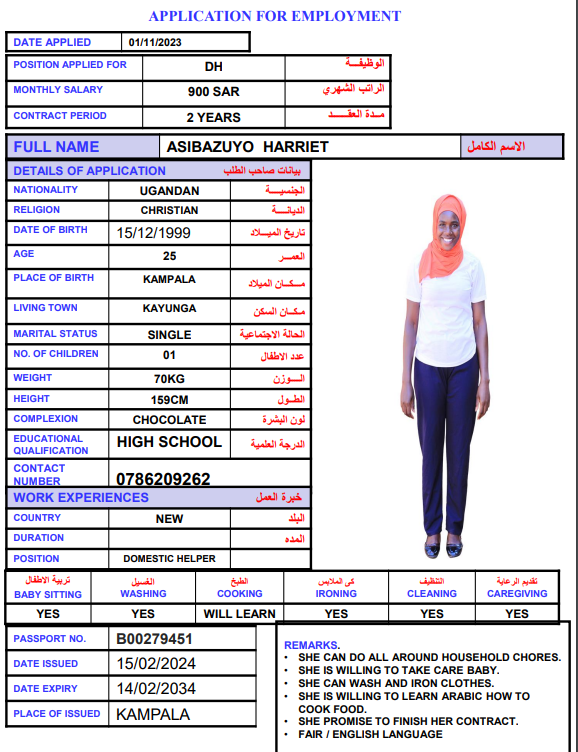 APPLICATION FOR EMPLOYMENT
DATE APPLIED 01/11/2023
POSITION APPLIED FOR DH الوظيفـــة
MONTHLY SALARY 900 SAR الراتب الشهري
CONTRACT PERIOD 2 YEARS مــدة العقــــد
FULL NAME ASIBAZUYO HARRIET الاسم الكامل
DETAILS OF APPLICATION بيانات صاحب الطلب
NATIONALITY UGANDAN الجنسيــة
RELIGION CHRISTIAN الديانــــة
DATE OF BIRTH 15/12/1999 تاريخ الميــلاد
AGE 25 العمــر
PLACE OF BIRTH KAMPALA مــكــان الميلاد
LIVING TOWN KAYUNGA مكــان السكن
MARITAL STATUS SINGLE الحالة الاجتماعية
NO. OF CHILDREN 01 عدد الاطفال
WEIGHT 70KG الــوزن
HEIGHT 159CM الطــول
COMPLEXION CHOCOLATE لون البشرة
EDUCATIONAL QUALIFICATION HIGH SCHOOL الدرجة العلمية
CONTACT NUMBER 0786209262
WORK EXPERIENCES خبرة العمل
COUNTRY NEW البلد
DURATION المده
POSITION DOMESTIC HELPER
تربية الاطفال الغسيل الطبخ كى الملابس التنظيف تقديم الرعاية
BABY SITTING WASHING COOKING IRONING CLEANING CAREGIVING
YES YES WILL LEARN YES YES YES
PASSPORT NO. B00279451
DATE ISSUED 15/02/2024
DATE EXPIRY 14/02/2034
PLACE OF ISSUED KAMPALA
REMARKS.
• SHE CAN DO ALL AROUND HOUSEHOLD CHORES.
• SHE IS WILLING TO TAKE CARE BABY.
• SHE CAN WASH AND IRON CLOTHES.
• SHE IS WILLING TO LEARN ARABIC HOW TO
COOK FOOD.
• SHE PROMISE TO FINISH HER CONTRACT.
• FAIR / ENGLISH LANGUAGE